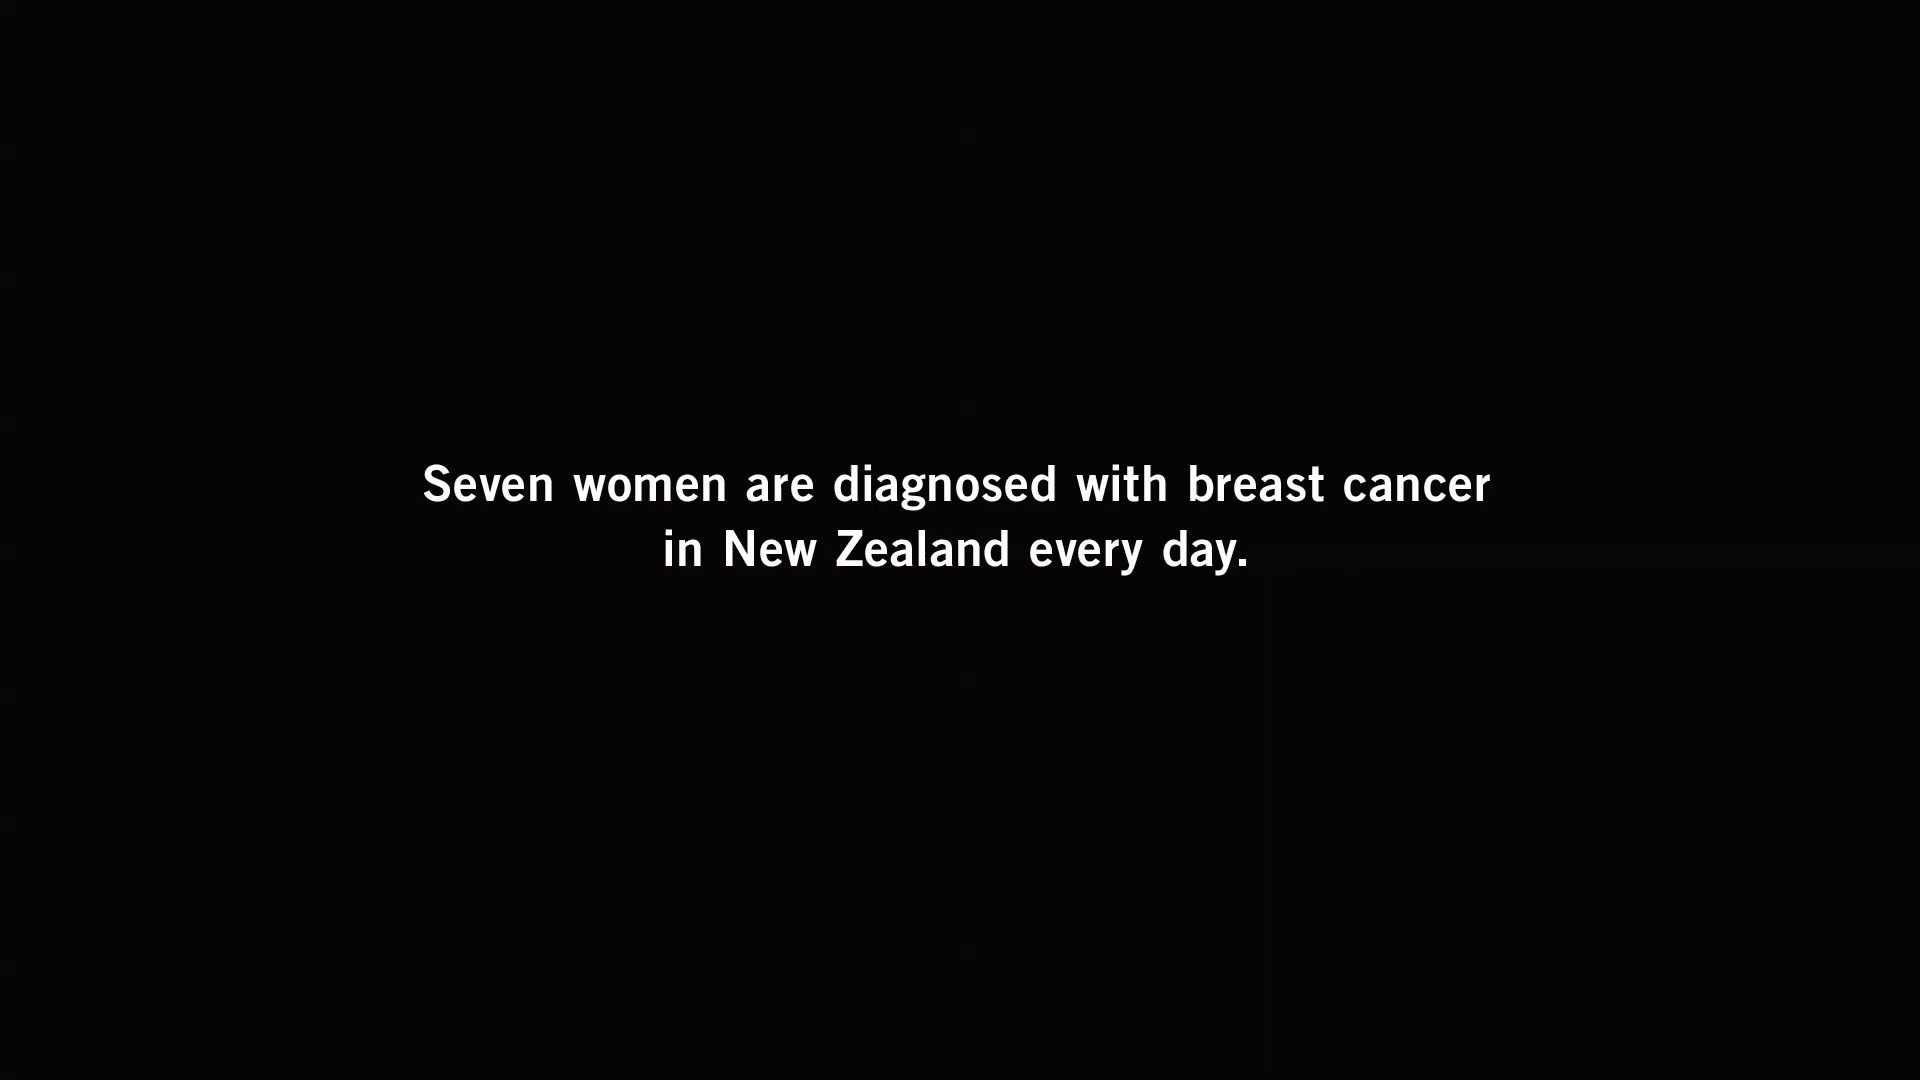 Seven women are diagnosed with breast cancer
in New Zealand every day.